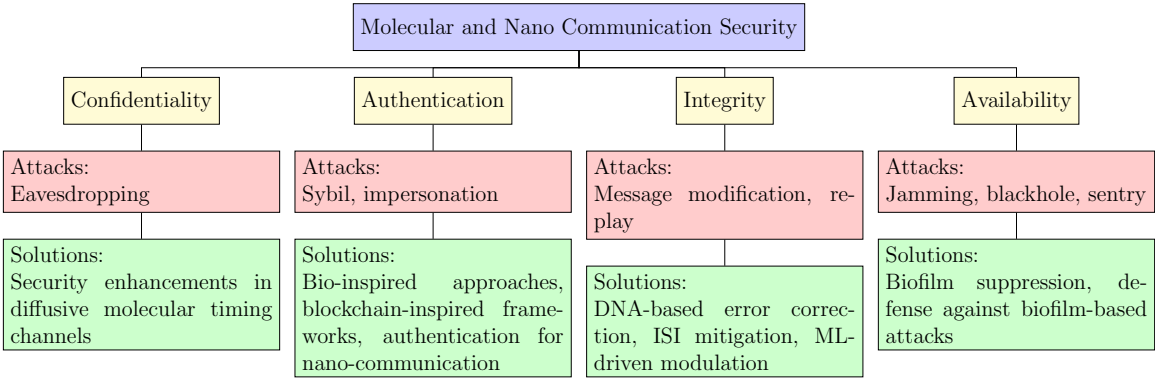 Molecular and Nano Communication Security
Confidentiality
Authentication
Integrity
Availability
Attacks:
Eavesdropping
Attacks:
Sybil, impersonation
Attacks:
Message modification, re-
play
Attacks:
Jamming, blackhole, sentry
Solutions:
Security enhancements in
diffusive molecular timing
channels
Solutions:
Bio-inspired approaches,
blockchain-inspired frame-
works, authentication for
nano-communication
Solutions:
DNA-based error correc-
tion, ISI mitigation, ML-
driven modulation
Solutions:
Biofilm suppression, de-
fense against biofilm-based
attacks